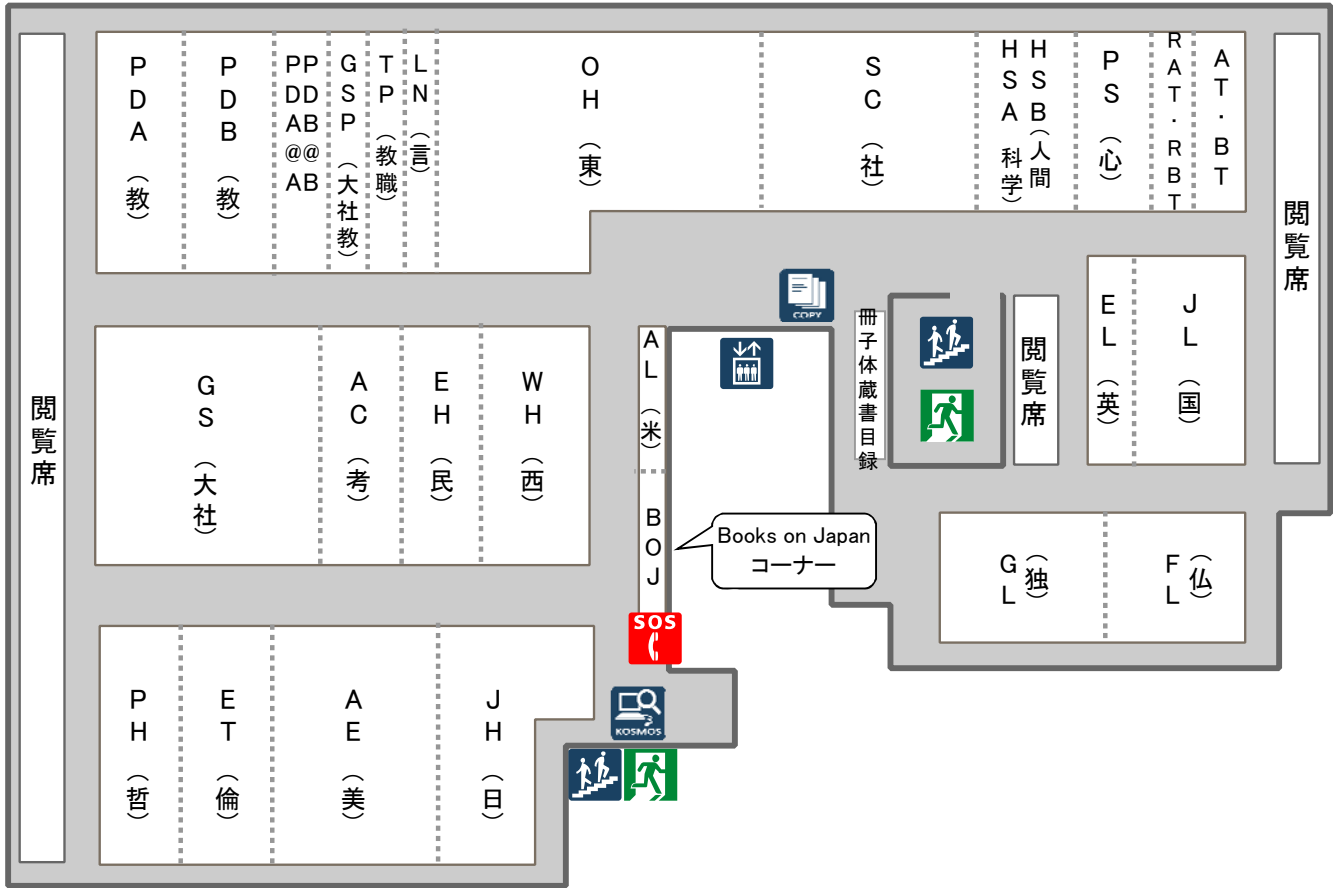 閲覧席
PDA(教)
PDB(教)
PDA@A
PDB@B
GSP(大社教)
TP(教職)
LN(言)
OH(東)
SC(社)
HSA
HSB(人間科学)
PS(心)
RAT・RBT
AT・BT
閲覧席
GS(大社)
AC(考)
EH(民)
WH(西)
AL(米)
BOJ
Books on Japan
コーナー
COPY
冊子体蔵書目録
閲覧席
EL(英)
JL(国)
GL(独)
FL(仏)
SOS
KOSMOS
PH(哲)
ET(倫)
AE(美)
JH(日)